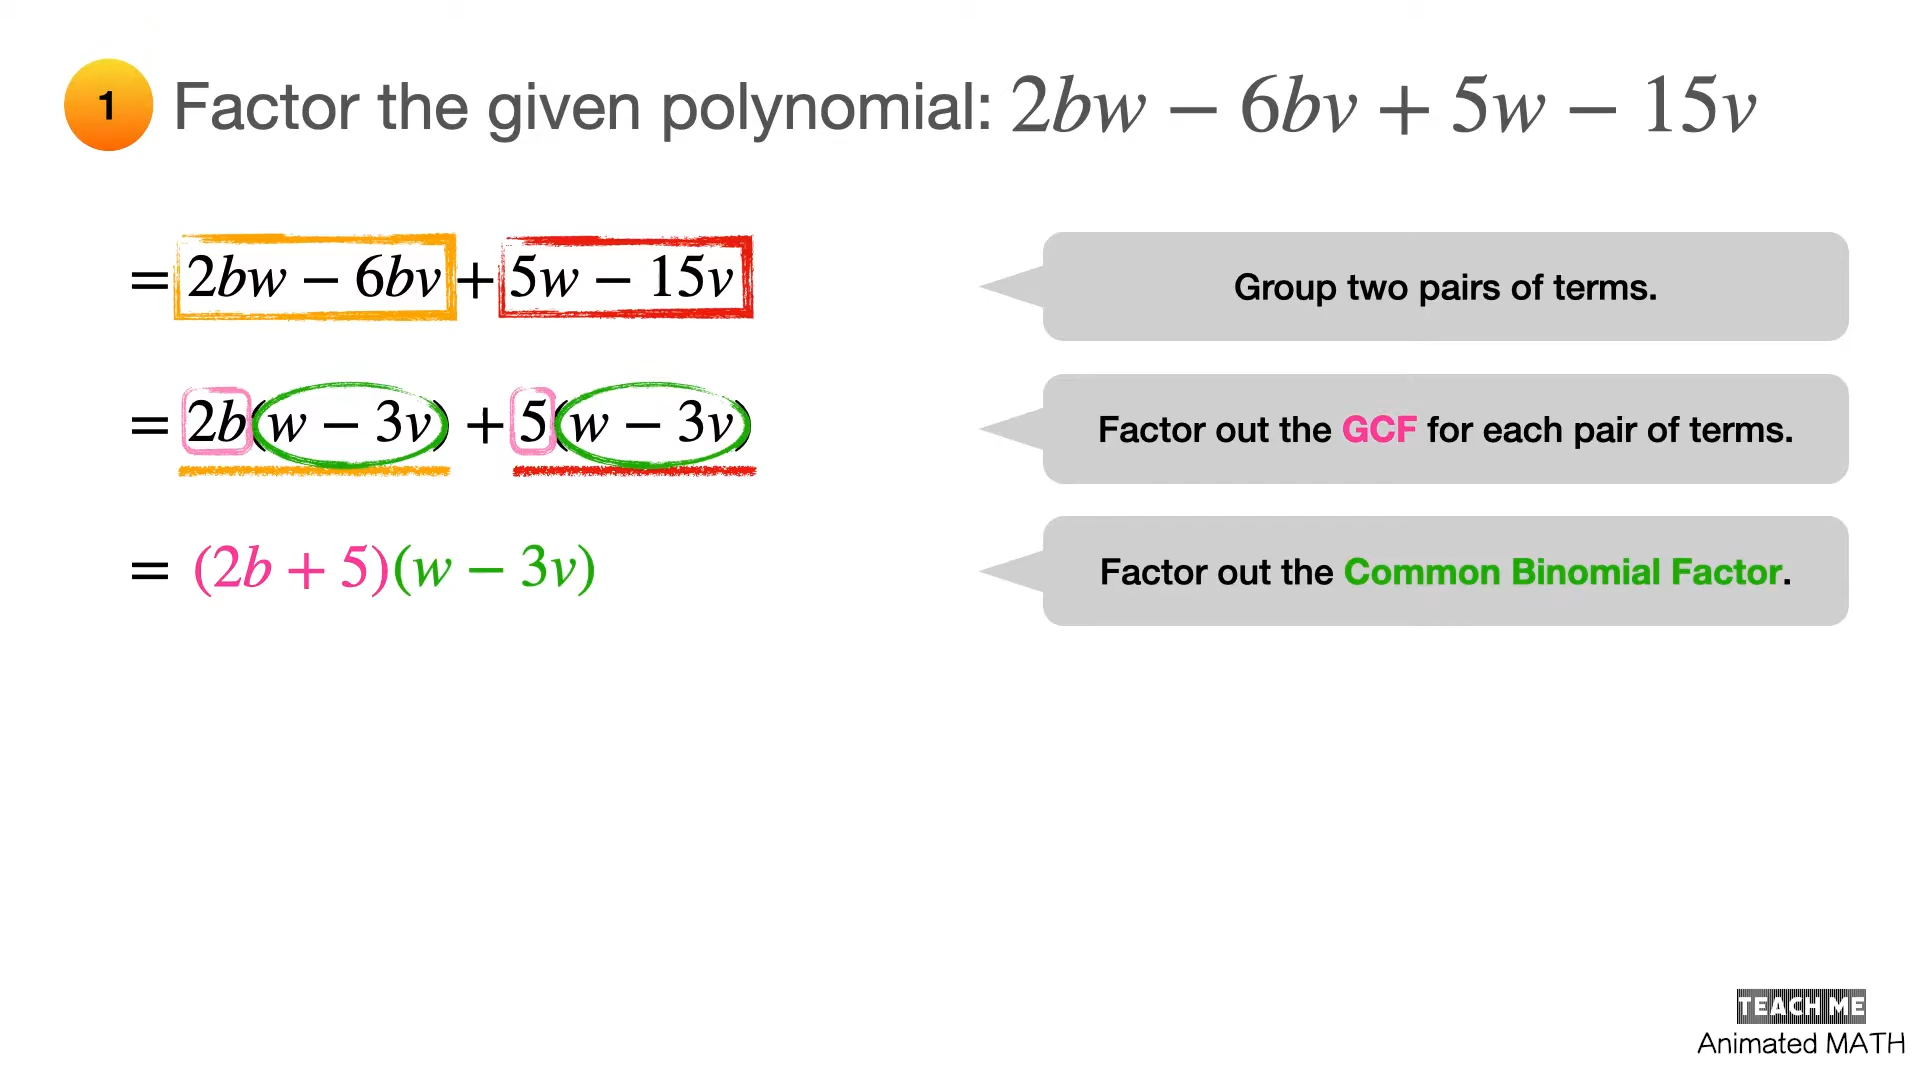 1 Factor the given polynomial: 2bw − 6bv + 5w − 15v
= 2bw − 6bv + 5w − 15v
Group two pairs of terms.
= 2b(w − 3v) + 5(w − 3v)
Factor out the GCF for each pair of terms.
= (2b + 5)(w − 3v)
Factor out the Common Binomial Factor.
TEACH ME
Animated MATH